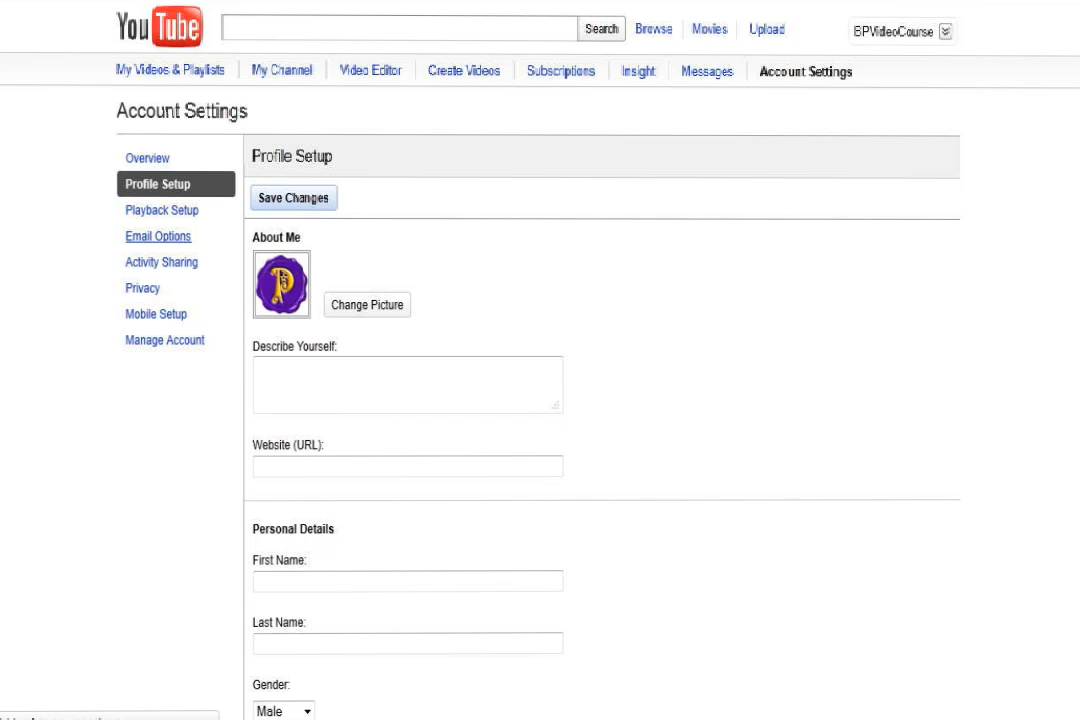 YouTube Search Browse Movies Upload BPVideoCourse
My Videos & Playlists My Channel Video Editor Create Videos Subscriptions Insight Messages Account Settings
Account Settings
Overview
Profile Setup
Playback Setup
Email Options
Activity Sharing
Privacy
Mobile Setup
Manage Account
Profile Setup
Save Changes
About Me
P
Change Picture
Describe Yourself:
Website (URL):
Personal Details
First Name:
Last Name:
Gender:
Male